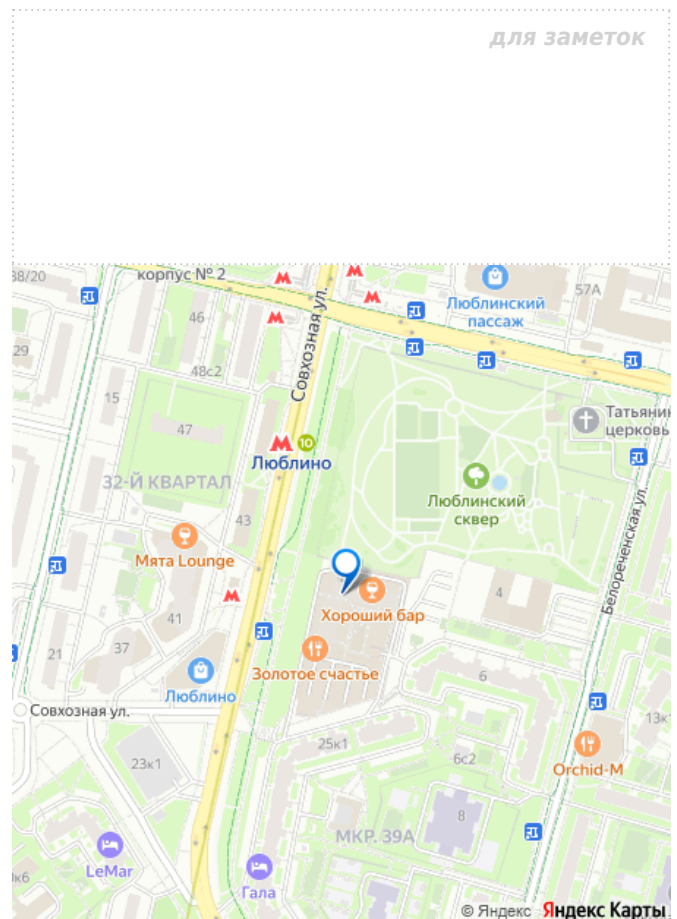 для заметок
38/20
корпус № 2
57А
Люблинский
пассаж
46
Совхозная ул.
29
48с2
15
47
Татьянин
церковь
10
Люблино
32-Й КВАРТАЛ
Люблинский
сквер
43
Мята Lounge
Белореченская ул.
4
41
Хороший бар
37
21
Золотое счастье
6
Люблино
Совхозная ул.
13к1
25к1
6с2
23к1
Orchid-M
8
МКР. 39А
LeMar
Гала
© Яндекс Яндекс Карты